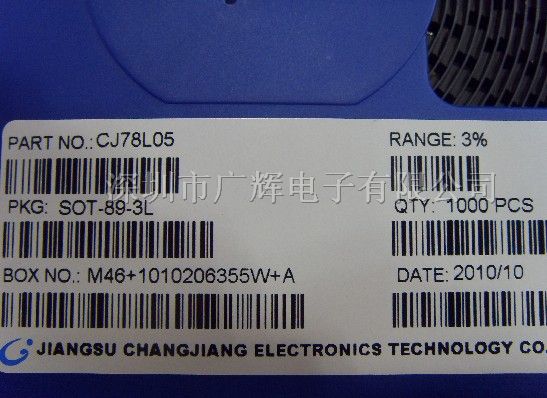 PART NO.: CJ78L05 RANGE: 3%
深圳市广辉电子有限公司
PKG: SOT-89-3L QTY: 1000 PCS
BOX NO.: M46+1010206355W+A DATE: 2010/10
JIANGSU CHANGJIANG ELECTRONICS TECHNOLOGY CO.